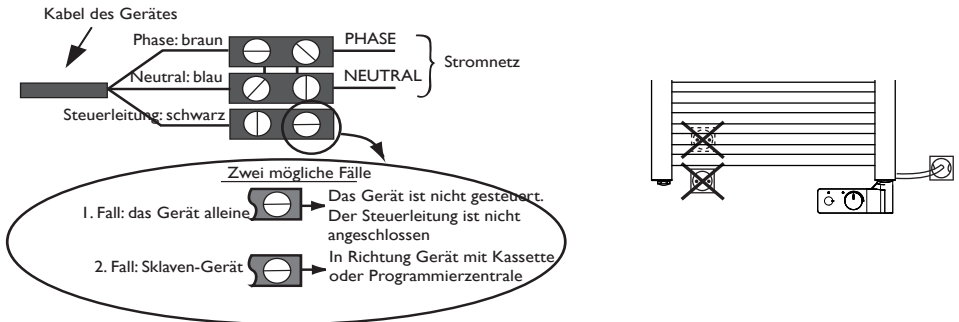 Kabel des Gerätes
Phase: braun
PHASE
Neutral: blau
NEUTRAL
Stromnetz
Steuerleitung: schwarz
Zwei mögliche Fälle
1. Fall: das Gerät alleine
Das Gerät ist nicht gesteuert.
Der Steuerleitung ist nicht
angeschlossen
2. Fall: Sklaven-Gerät
In Richtung Gerät mit Kassette
oder Programmierzentrale